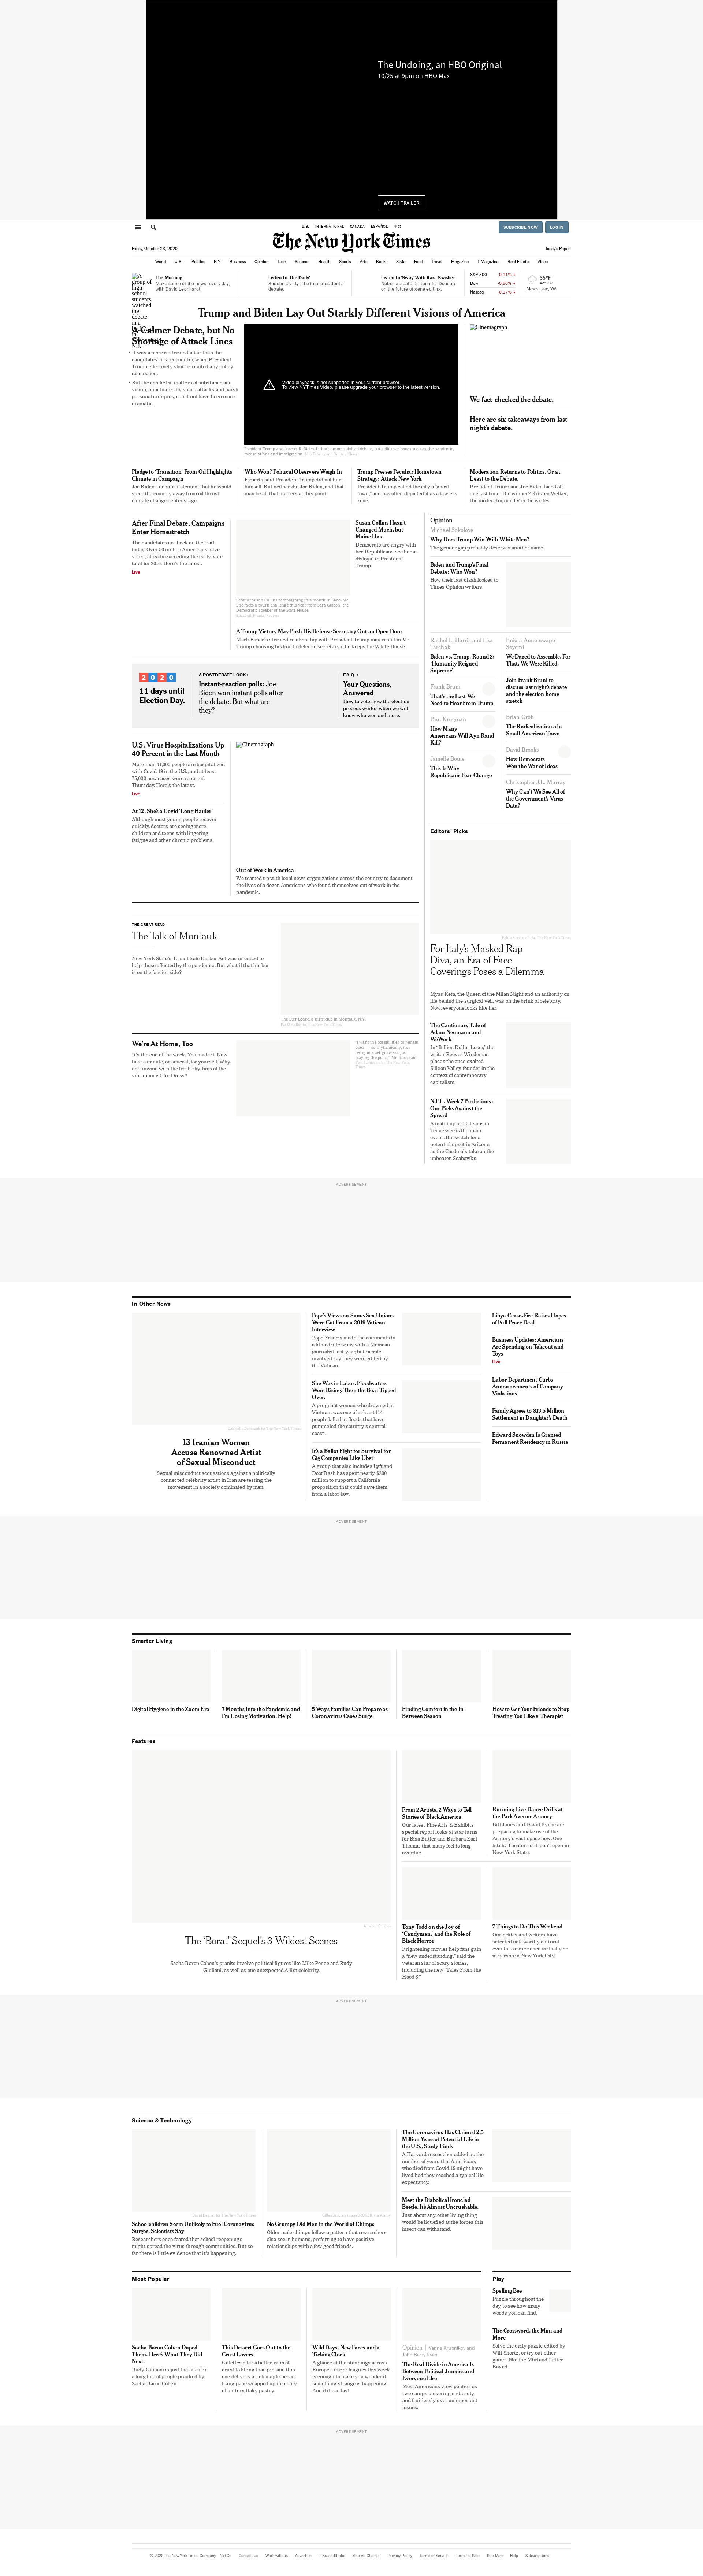 The Undoing, an HBO Original
10/25 at 9pm on HBO Max
WATCH TRAILER
U.S. INTERNATIONAL CANADA ESPAÑOL 中文
SUBSCRIBE NOW
LOG IN
Friday, October 23, 2020
The New York Times
Today's Paper
World U.S. Politics N.Y. Business Opinion Tech Science Health Sports Arts Books Style Food Travel Magazine T Magazine Real Estate Video
A group of high school students watched the debate in a
N.J.
The Morning
Make sense of the news, every day, with David Leonhardt.
Listen to 'The Daily'
Sudden civility: The final presidential debate.
Listen to 'Sway' With Kara Swisher
Nobel laureate Dr. Jennifer Doudna on the future of gene editing.
S&P 500 -0.11%
Dow -0.50%
Nasdaq -0.17%
35°F
Moses Lake, WA
Trump and Biden Lay Out Starkly Different Visions of America
A Calmer Debate, but No
Shortage of Attack Lines
It was a more restrained affair than the
candidates' first encounter, when President
Trump effectively short-circuited any policy
discussion.
But the conflict in matters of substance and
vision, punctuated by sharp attacks and harsh
personal critiques, could not have been more
dramatic.
Video playback is not supported in your current browser.
To use NYTimes Video, please upgrade your browser to the latest version.
President Trump and Joseph R. Biden Jr. had a more subdued debate, but split over issues such as the pandemic,
race relations and immigration.
Cinemagraph
We fact-checked the debate.
Here are six takeaways from last
night's debate.
Pledge to 'Transition' From Oil Highlights
Climate in Campaign
Joe Biden's debate statement that he would
steer the country away from oil thrust
climate change center stage.
Who Won? Political Observers Weigh In
Experts said President Trump did not hurt
himself. But neither did Joe Biden, and that
may be all that matters at this point.
Trump Presses Peculiar Hometown
Strategy: Attack New York
President Trump called the city a "ghost
town," and has often depicted it as a lawless
zone.
Moderation Returns to Politics. Or at
Least to the Debate.
President Trump and Joe Biden faced off
one last time. The winner? Kristen Welker,
the moderator, our TV critic writes.
After Final Debate, Campaigns
Enter Homestretch
The candidates are back on the trail
today. Over 50 million Americans have
voted, already exceeding the early-vote
total for 2016. Here's the latest.
Live
Senator Susan Collins campaigning this month in Saco, Me.
She faces a tough challenge this year from Sara Gideon, the
Democratic speaker of the State House.
Susan Collins Hasn't
Changed Much, but
Maine Has
Democrats are angry with
her. Republicans see her as
disloyal to President
Trump.
A Trump Victory May Push His Defense Secretary Out an Open Door
Mark Esper's strained relationship with President Trump may result in Mr.
Trump choosing his fourth defense secretary if he keeps the White House.
2020
11 days until
Election Day.
A POSTDEBATE LOOK ›
Instant-reaction polls: Joe
Biden won instant polls after
the debate. But what are
they?
F.A.Q. ›
Your Questions,
Answered
How to vote, how the election
process works, when we will
know who won and more.
U.S. Virus Hospitalizations Up
40 Percent in the Last Month
More than 41,000 people are hospitalized
with Covid-19 in the U.S., and at least
75,000 new cases were reported
Thursday. Here's the latest.
Live
At 12, She's a Covid 'Long Hauler'
Although most young people recover
quickly, doctors are seeing more
children and teens with lingering
fatigue and other chronic problems.
Cinemagraph
Out of Work in America
We teamed up with local news organizations across the country to document
the lives of a dozen Americans who found themselves out of work in the
pandemic.
THE GREAT READ
The Talk of Montauk
New York State's Tenant Safe Harbor Act was intended to
help those affected by the pandemic. But what if that harbor
is on the fancier side?
The Surf Lodge, a nightclub in Montauk, N.Y.
We're at Home, Too
It's the end of the week. You made it. Now
take a minute, or several, for yourself. Why
not unwind with the fresh rhythms of the
vibraphonist Joel Ross?
Opinion
Michael Sokolove
Why Does Trump Win With White Men?
The gender gap probably deserves another name.
Biden and Trump's Final
Debate: Who Won?
How their last clash looked to
Times Opinion writers.
Rachel L. Harris and Lisa
Tarchak
Biden vs. Trump, Round 2:
'Humanity Reigned
Supreme'
Frank Bruni
That's the Last We
Need to Hear From Trump
Paul Krugman
How Many
Americans Will Ayn Rand
Kill?
Jamelle Bouie
This Is Why
Republicans Fear Change
Eniola Anuoluwapo
Soyemi
We Dared to Assemble. For
That, We Were Killed.
Join Frank Bruni to
discuss last night's debate
and the election home
stretch
Brian Groh
The Radicalization of a
Small American Town
David Brooks
How Democrats
Won the War of Ideas
Christopher J.L. Murray
Why Can't We See All of
the Government's Virus
Data?
Editors' Picks
For Italy's Masked Rap
Diva, an Era of Face
Coverings Poses a Dilemma
Myss Keta, the Queen of the Milan Night and an authority on
life behind the surgical veil, was on the brink of celebrity.
Now, everyone looks like her.
The Cautionary Tale of
Adam Neumann and
WeWork
In "Billion Dollar Loser," the
writer Reeves Wiedeman
places the once-exalted
Silicon Valley founder in the
context of contemporary
capitalism.
N.F.L. Week 7 Predictions:
Our Picks Against the
Spread
A matchup of 5-0 teams in
Tennessee is the main
event. But watch for a
potential upset in Arizona
as the Cardinals take on the
unbeaten Seahawks.
ADVERTISEMENT
In Other News
13 Iranian Women
Accuse Renowned Artist
of Sexual Misconduct
Sexual misconduct accusations against a politically
connected celebrity artist in Iran are testing the
movement in a society dominated by men.
Pope's Views on Same-Sex Unions
Were Cut From a 2019 Vatican
Interview
Pope Francis made the comments in
a filmed interview with a Mexican
journalist last year, but people
involved say they were edited by
the Vatican.
She Was in Labor. Floodwaters
Were Rising. Then the Boat Tipped
Over.
A pregnant woman who drowned in
Vietnam was one of at least 114
people killed in floods that have
pummeled the country's central
coast.
It's a Ballot Fight for Survival for
Gig Companies Like Uber
A group that also includes Lyft and
DoorDash has spent nearly $200
million to support a California
proposition that could save them
from a labor law.
Libya Cease-Fire Raises Hopes
of Full Peace Deal
Business Updates: Americans
Are Spending on Takeout and
Toys
Live
Labor Department Curbs
Announcements of Company
Violations
Family Agrees to $13.5 Million
Settlement in Daughter's Death
Edward Snowden Is Granted
Permanent Residency in Russia
ADVERTISEMENT
Smarter Living
Digital Hygiene in the Zoom Era
7 Months Into the Pandemic and
I'm Losing Motivation. Help!
5 Ways Families Can Prepare as
Coronavirus Cases Surge
Finding Comfort in the In-
Between Season
How to Get Your Friends to Stop
Treating You Like a Therapist
Features
The 'Borat' Sequel's 3 Wildest Scenes
Sacha Baron Cohen's pranks involve political figures like Mike Pence and Rudy
Giuliani, as well as one unexpected A-list celebrity.
From 2 Artists, 2 Ways to Tell
Stories of Black America
Our latest Fine Arts & Exhibits
special report looks at star turns
for Bisa Butler and Barbara Earl
Thomas that many feel is long
overdue.
Running Live Dance Drills at
the Park Avenue Armory
Bill Jones and David Byrne are
preparing to make use of the
Armory's vast space now. One
hitch: Theaters still can't open in
New York State.
Tony Todd on the Joy of
'Candyman,' and the Role of
Black Horror
Frightening movies help fans gain
a "new understanding," said the
veteran star of scary stories,
including the new "Tales From the
Hood 3."
7 Things to Do This Weekend
Our critics and writers have
selected noteworthy cultural
events to experience virtually or
in person in New York City.
ADVERTISEMENT
Science & Technology
Schoolchildren Seem Unlikely to Fuel Coronavirus
Surges, Scientists Say
Researchers once feared that school reopenings
might spread the virus through communities. But so
far there is little evidence that it's happening.
No Grumpy Old Men in the World of Chimps
Older male chimps follow a pattern that researchers
also see in humans, preferring to have positive
relationships with a few good friends.
The Coronavirus Has Claimed 2.5
Million Years of Potential Life in
the U.S., Study Finds
A Harvard researcher added up the
number of years that Americans
who died from Covid-19 might have
lived had they reached a typical life
expectancy.
Meet the Diabolical Ironclad
Beetle. It's Almost Uncrushable.
Just about any other living thing
would be liquefied at the forces this
insect can withstand.
Most Popular
Sacha Baron Cohen Duped
Them. Here's What They Did
Next.
Rudy Giuliani is just the latest in
a long line of people pranked by
Sacha Baron Cohen.
This Dessert Goes Out to the
Crust Lovers
Galettes offer a better ratio of
crust to filling than pie, and this
one delivers a rich maple-pecan
frangipane wrapped up in plenty
of buttery, flaky pastry.
Wild Days, New Faces and a
Ticking Clock
A glance at the standings across
Europe's major leagues this week
is enough to make you wonder if
something strange is happening.
And if it can last.
Opinion | Yanna Krupnikov and
John Barry Ryan
The Real Divide in America Is
Between Political Junkies and
Everyone Else
Most Americans view politics as
two camps bickering endlessly
and fruitlessly over unimportant
issues.
Play
Spelling Bee
Puzzle throughout the
day to see how many
words you can find.
The Crossword, the Mini and
More
Solve the daily puzzle edited by
Will Shortz, or try out other
games like the Mini and Letter
Boxed.
ADVERTISEMENT
© 2020 The New York Times Company NYTCo Contact Us Work with us Advertise T Brand Studio Your Ad Choices Privacy Policy Terms of Service Terms of Sale Site Map Help Subscriptions